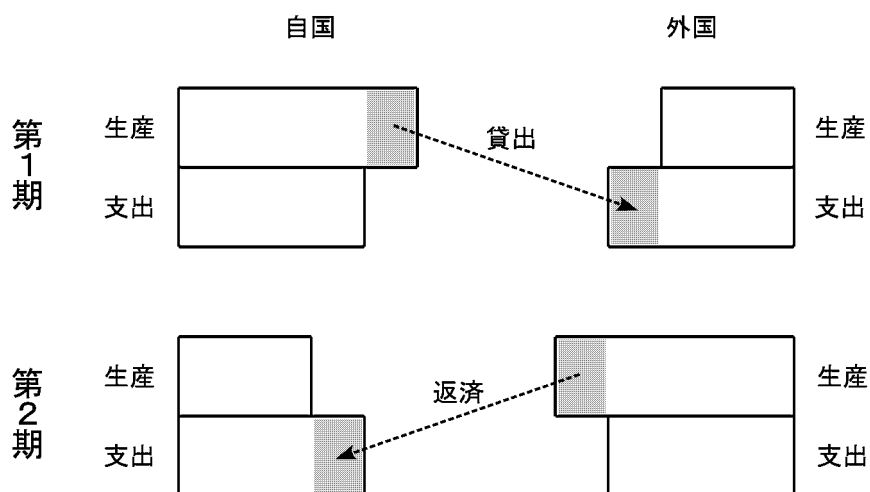 自国 外国
第1期
生産 生産
貸出
支出 支出
第2期
生産 生産
返済
支出 支出